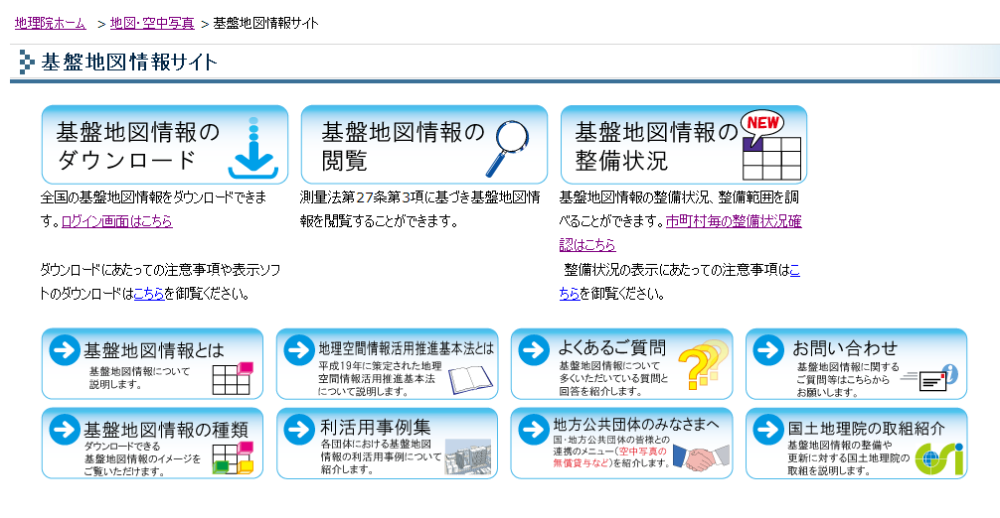 地理院ホーム > 地図・空中写真 > 基盤地図情報サイト
基盤地図情報サイト
基盤地図情報の
ダウンロード
全国の基盤地図情報をダウンロードできま
す。ログイン画面はこちら
ダウンロードにあたっての注意事項や表示ソフ
トのダウンロードはこちらを御覧ください。
基盤地図情報の
閲覧
測量法第27条第3項に基づき基盤地図情
報を閲覧することができます。
基盤地図情報の
整備状況
NEW
基盤地図情報の整備状況、整備範囲を調
べることができます。市町村毎の整備状況確
認はこちら
整備状況の表示にあたっての注意事項はこ
ちらを御覧ください。
基盤地図情報とは
基盤地図情報について
説明します。
地理空間情報活用推進基本法とは
平成19年に策定された地理
空間情報活用推進基本法
について説明します。
よくあるご質問
基盤地図情報について
多くいただいている質問と
回答を紹介します。
お問い合わせ
基盤地図情報に関する
ご質問等はこちらから
お願いします。
基盤地図情報の種類
ダウンロードできる
基盤地図情報のイメージを
ご覧いただけます。
利活用事例集
各団体における基盤地図
情報の利活用事例について
紹介します。
地方公共団体のみなさまへ
国・地方公共団体の皆様との
連携のメニュー(空中写真の
無償貸与など)を紹介します。
国土地理院の取組紹介
基盤地図情報の整備や
更新に対する国土地理院の
取組を説明します。
GSI